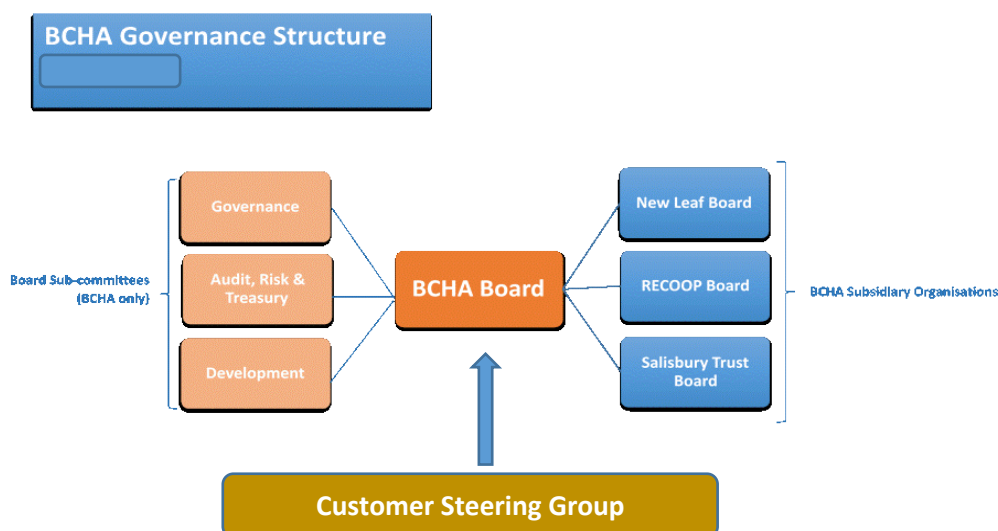 BCHA Governance Structure
Board Sub-committees
(BCHA only)
Governance
Audit, Risk &
Treasury
Development
BCHA Board
New Leaf Board
RECOOP Board
Salisbury Trust
Board
BCHA Subsidiary Organisations
Customer Steering Group